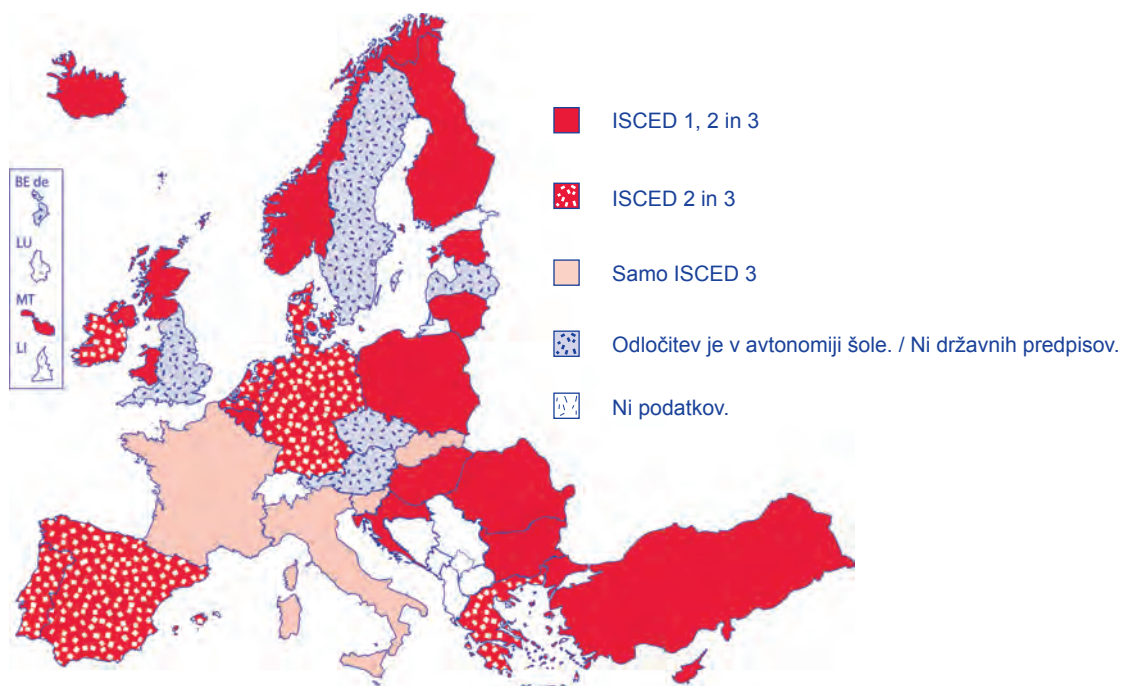 BE de
LU
MT
LI
ISCED 1, 2 in 3
ISCED 2 in 3
Samo ISCED 3
Odločitev je v avtonomiji šole. / Ni državnih predpisov.
Ni podatkov.